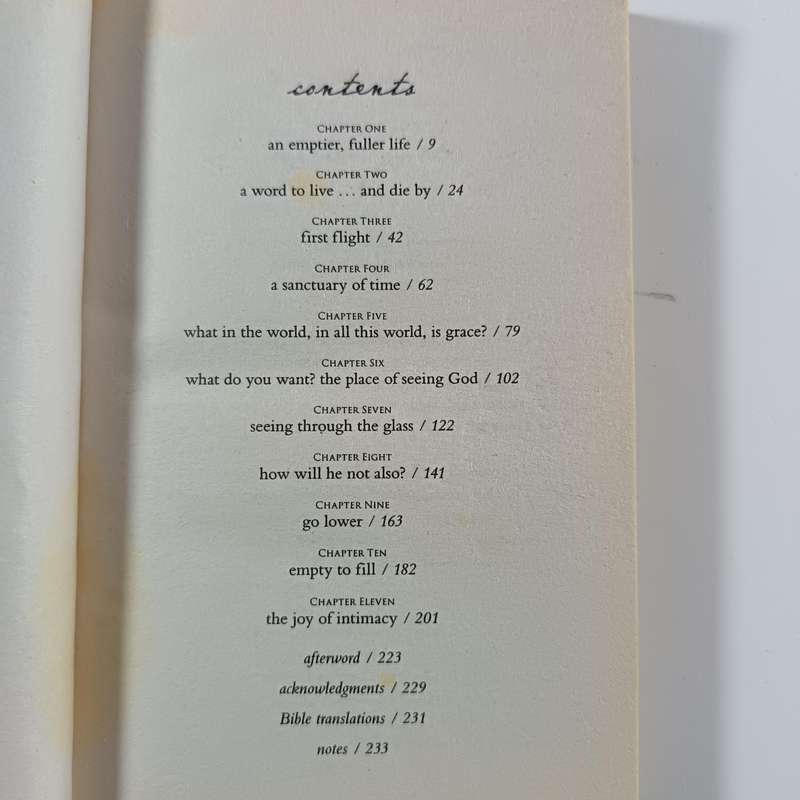 contents
CHAPTER ONE
an emptier, fuller life / 9
CHAPTER TWO
a word to live ... and die by / 24
CHAPTER THREE
first flight / 42
CHAPTER FOUR
a sanctuary of time / 62
CHAPTER FIVE
what in the world, in all this world, is grace? / 79
CHAPTER SIX
what do you want? the place of seeing God / 102
CHAPTER SEVEN
seeing through the glass / 122
CHAPTER EIGHT
how will he not also? / 141
CHAPTER NINE
go lower / 163
CHAPTER TEN
empty to fill / 182
CHAPTER ELEVEN
the joy of intimacy / 201
afterword / 223
acknowledgments / 229
Bible translations / 231
notes / 233